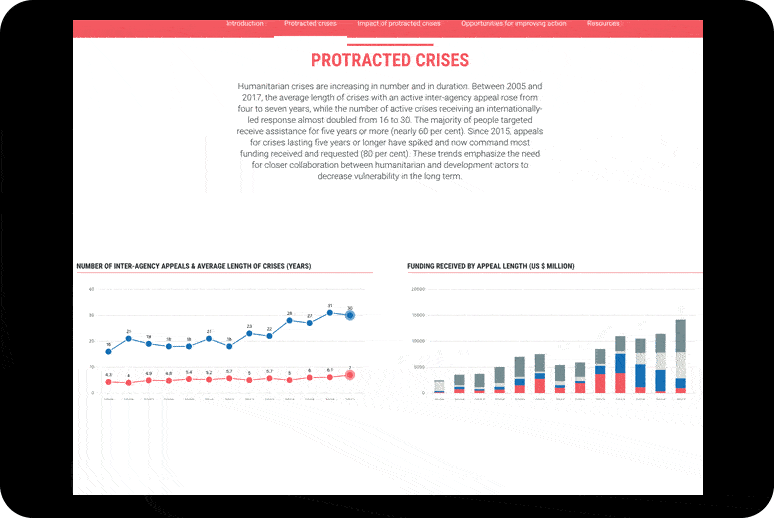 Introduction Protracted crises Impact of protracted crises Opportunities for improving action Resources
PROTRACTED CRISES
Humanitarian crises are increasing in number and in duration. Between 2005 and
2017, the average length of crises with an active inter-agency appeal rose from
four to seven years, while the number of active crises receiving an internationally-
led response almost doubled from 16 to 30. The majority of people targeted
receive assistance for five years or more (nearly 60 per cent). Since 2015, appeals
for crises lasting five years or longer have spiked and now command most
funding received and requested (80 per cent). These trends emphasize the need
for closer collaboration between humanitarian and development actors to
decrease vulnerability in the long term.
NUMBER OF INTER-AGENCY APPEALS & AVERAGE LENGTH OF CRISES (YEARS)
40
30
20
10
0
16 21 19 18 18 21 18 23 22 28 27 31 30
4.3 4 4.9 4.8 5.4 5.2 5.7 5 5.7 5 6 6.1 7
FUNDING RECEIVED BY APPEAL LENGTH (US $ MILLION)
20000
15000
10000
5000
0